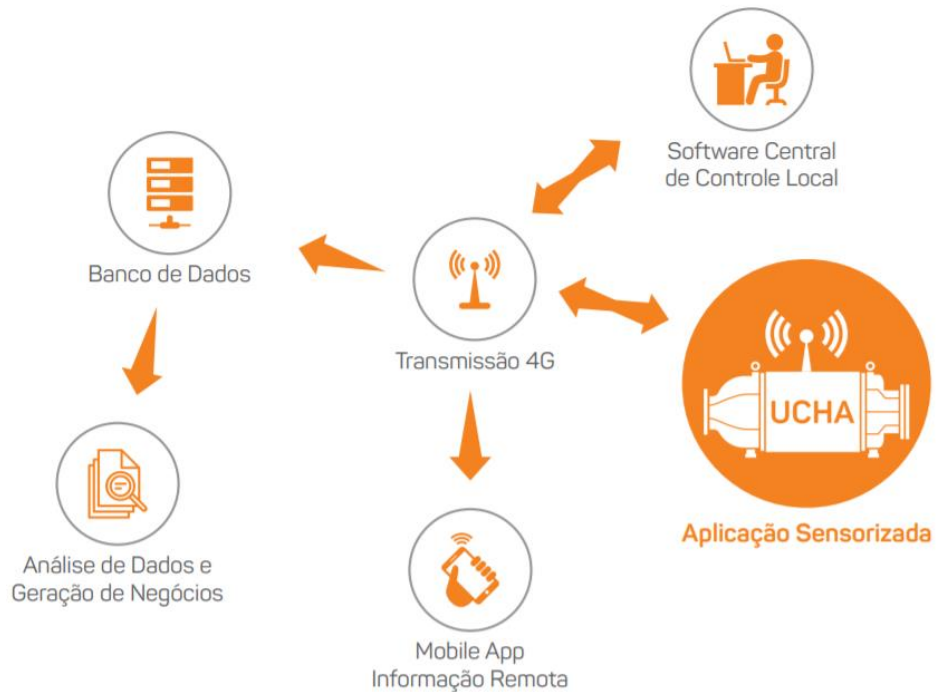 Software Central
de Controle Local
Banco de Dados
Transmissão 4G
UCHA
Aplicação Sensorizada
Análise de Dados e
Geração de Negócios
Mobile App
Informação Remota